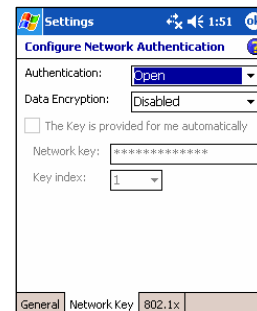 Settings 1:51 ok
Configure Network Authentication ?
Authentication: Open
Data Encryption: Disabled
The Key is provided for me automatically
Network key: *************
Key index: 1
General Network Key 802.1x